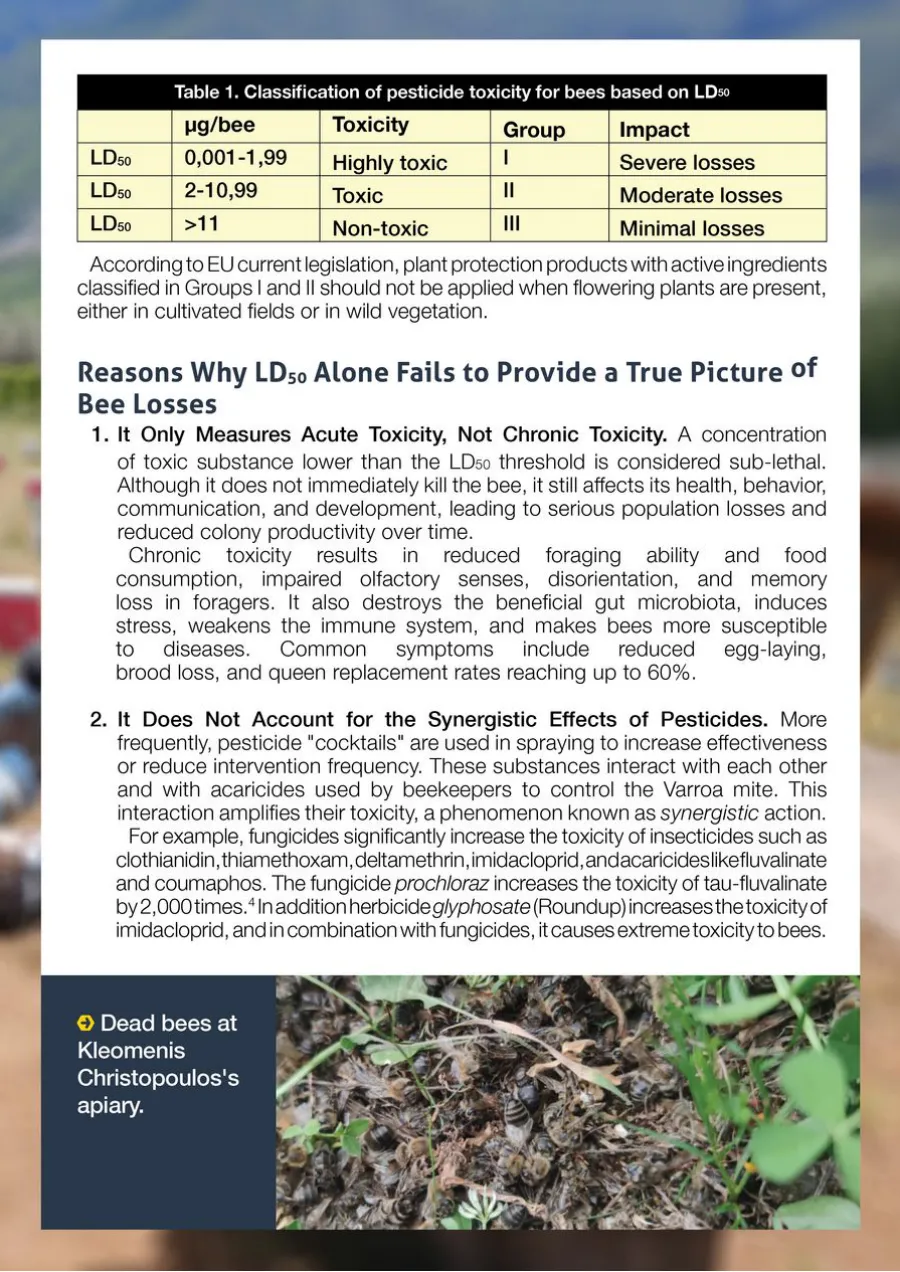 Table 1. Classification of pesticide toxicity for bees based on LD50
µg/bee Toxicity Group Impact
LD50 0,001-1,99 Highly toxic I Severe losses
LD50 2-10,99 Toxic II Moderate losses
LD50 >11 Non-toxic III Minimal losses
According to EU current legislation, plant protection products with active ingredients
classified in Groups I and II should not be applied when flowering plants are present,
either in cultivated fields or in wild vegetation.
Reasons Why LD50 Alone Fails to Provide a True Picture of
Bee Losses
1. It Only Measures Acute Toxicity, Not Chronic Toxicity. A concentration
of toxic substance lower than the LD50 threshold is considered sub-lethal.
Although it does not immediately kill the bee, it still affects its health, behavior,
communication, and development, leading to serious population losses and
reduced colony productivity over time.
Chronic toxicity results in reduced foraging ability and food
consumption, impaired olfactory senses, disorientation, and memory
loss in foragers. It also destroys the beneficial gut microbiota, induces
stress, weakens the immune system, and makes bees more susceptible
to diseases. Common symptoms include reduced egg-laying,
brood loss, and queen replacement rates reaching up to 60%.
2. It Does Not Account for the Synergistic Effects of Pesticides. More
frequently, pesticide "cocktails" are used in spraying to increase effectiveness
or reduce intervention frequency. These substances interact with each other
and with acaricides used by beekeepers to control the Varroa mite. This
interaction amplifies their toxicity, a phenomenon known as synergistic action.
For example, fungicides significantly increase the toxicity of insecticides such as
clothianidin, thiamethoxam, deltamethrin, imidacloprid, and acaricides like fluvalinate
and coumaphos. The fungicide prochloraz increases the toxicity of tau-fluvalinate
by 2,000 times.4 In addition herbicide glyphosate (Roundup) increases the toxicity of
imidacloprid, and in combination with fungicides, it causes extreme toxicity to bees.
Dead bees at
Kleomenis
Christopoulos's
apiary.